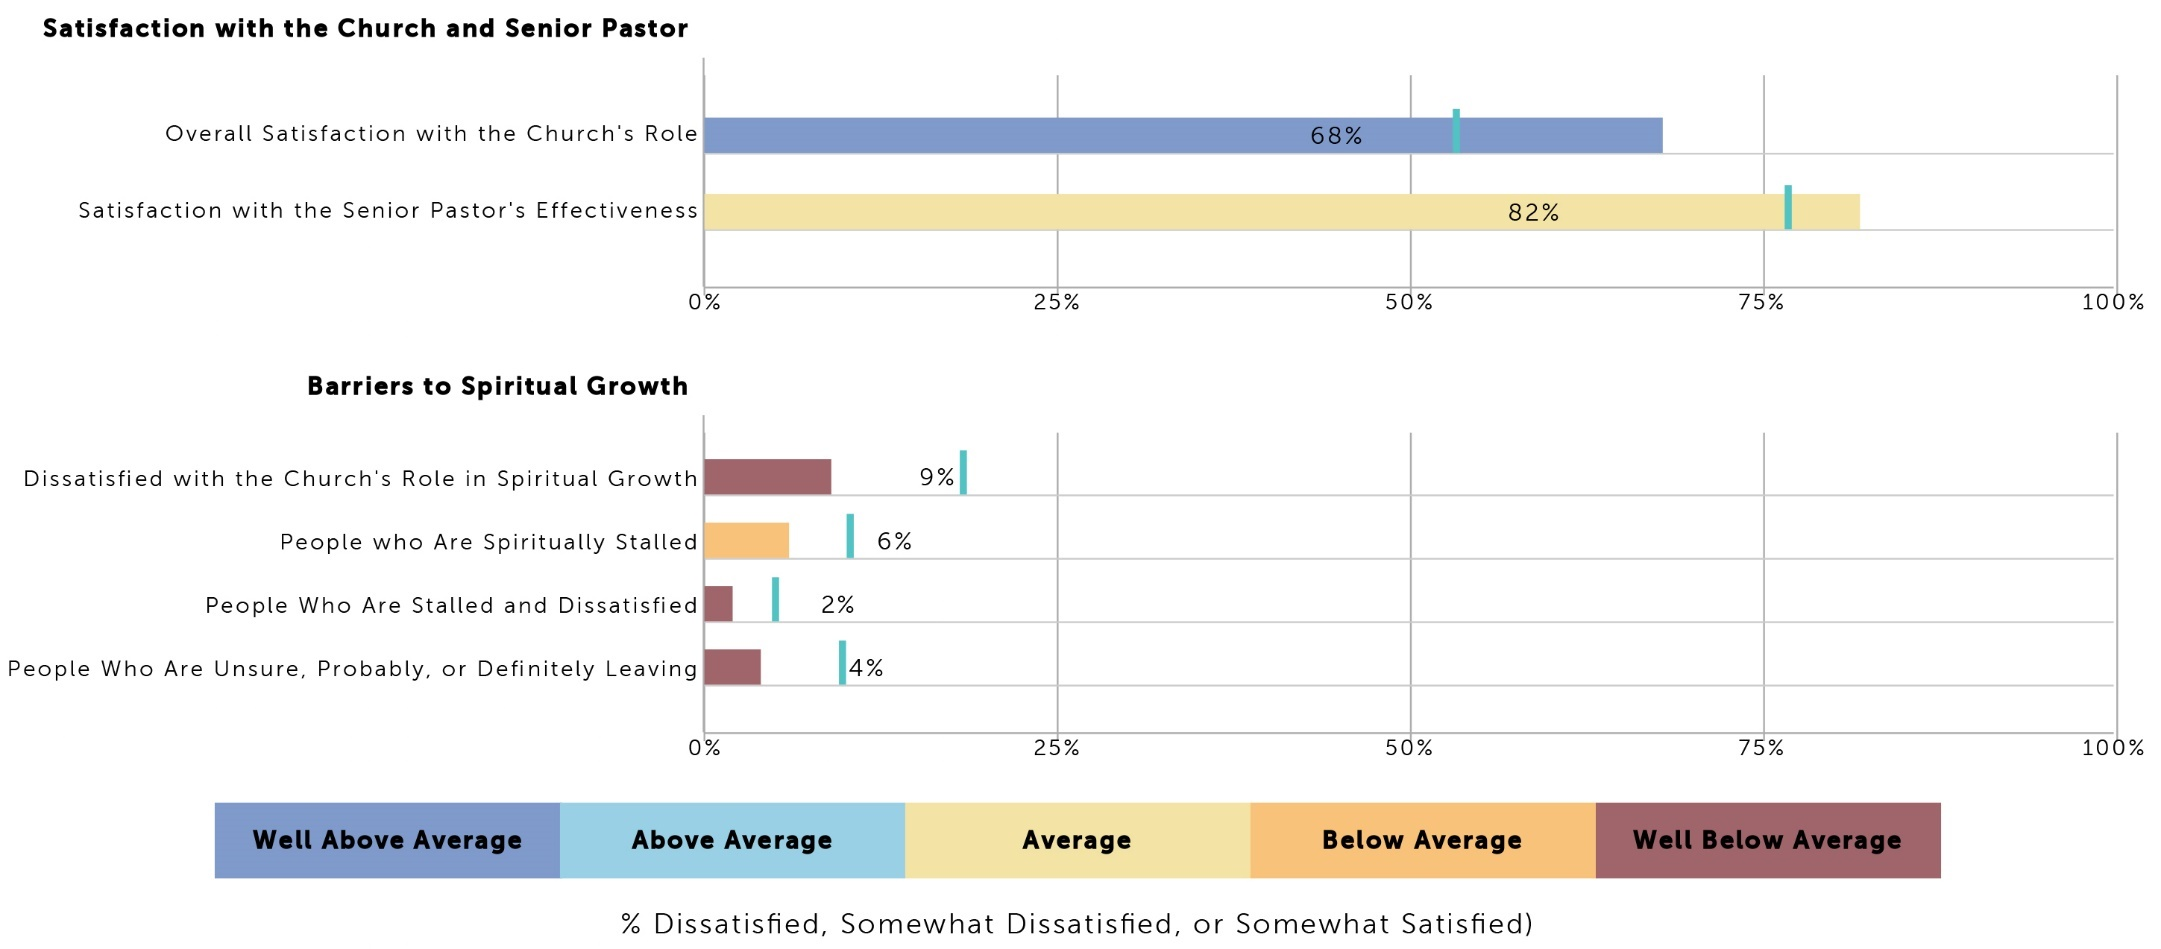 Satisfaction with the Church and Senior Pastor
Overall Satisfaction with the Church's Role
68%
Satisfaction with the Senior Pastor's Effectiveness
82%
0% 25% 50% 75% 100%
Barriers to Spiritual Growth
Dissatisfied with the Church's Role in Spiritual Growth
9%
People who Are Spiritually Stalled
6%
People Who Are Stalled and Dissatisfied
2%
People Who Are Unsure, Probably, or Definitely Leaving
4%
0% 25% 50% 75% 100%
Well Above Average Above Average Average Below Average Well Below Average
% Dissatisfied, Somewhat Dissatisfied, or Somewhat Satisfied)